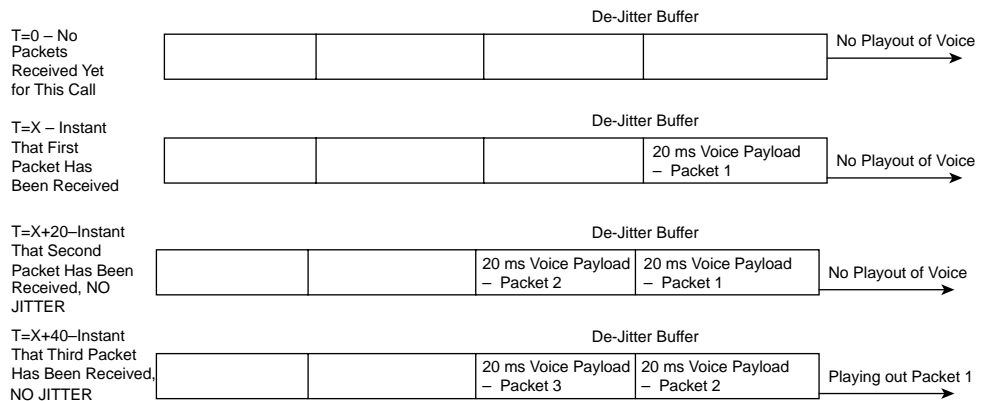 De-Jitter Buffer
T=0 – No
Packets
Received Yet
for This Call
No Playout of Voice
De-Jitter Buffer
T=X – Instant
That First
Packet Has
Been Received
20 ms Voice Payload
– Packet 1
No Playout of Voice
De-Jitter Buffer
T=X+20–Instant
That Second
Packet Has Been
Received, NO
JITTER
20 ms Voice Payload
– Packet 2
20 ms Voice Payload
– Packet 1
No Playout of Voice
De-Jitter Buffer
T=X+40–Instant
That Third Packet
Has Been Received,
NO JITTER
20 ms Voice Payload
– Packet 3
20 ms Voice Payload
– Packet 2
Playing out Packet 1